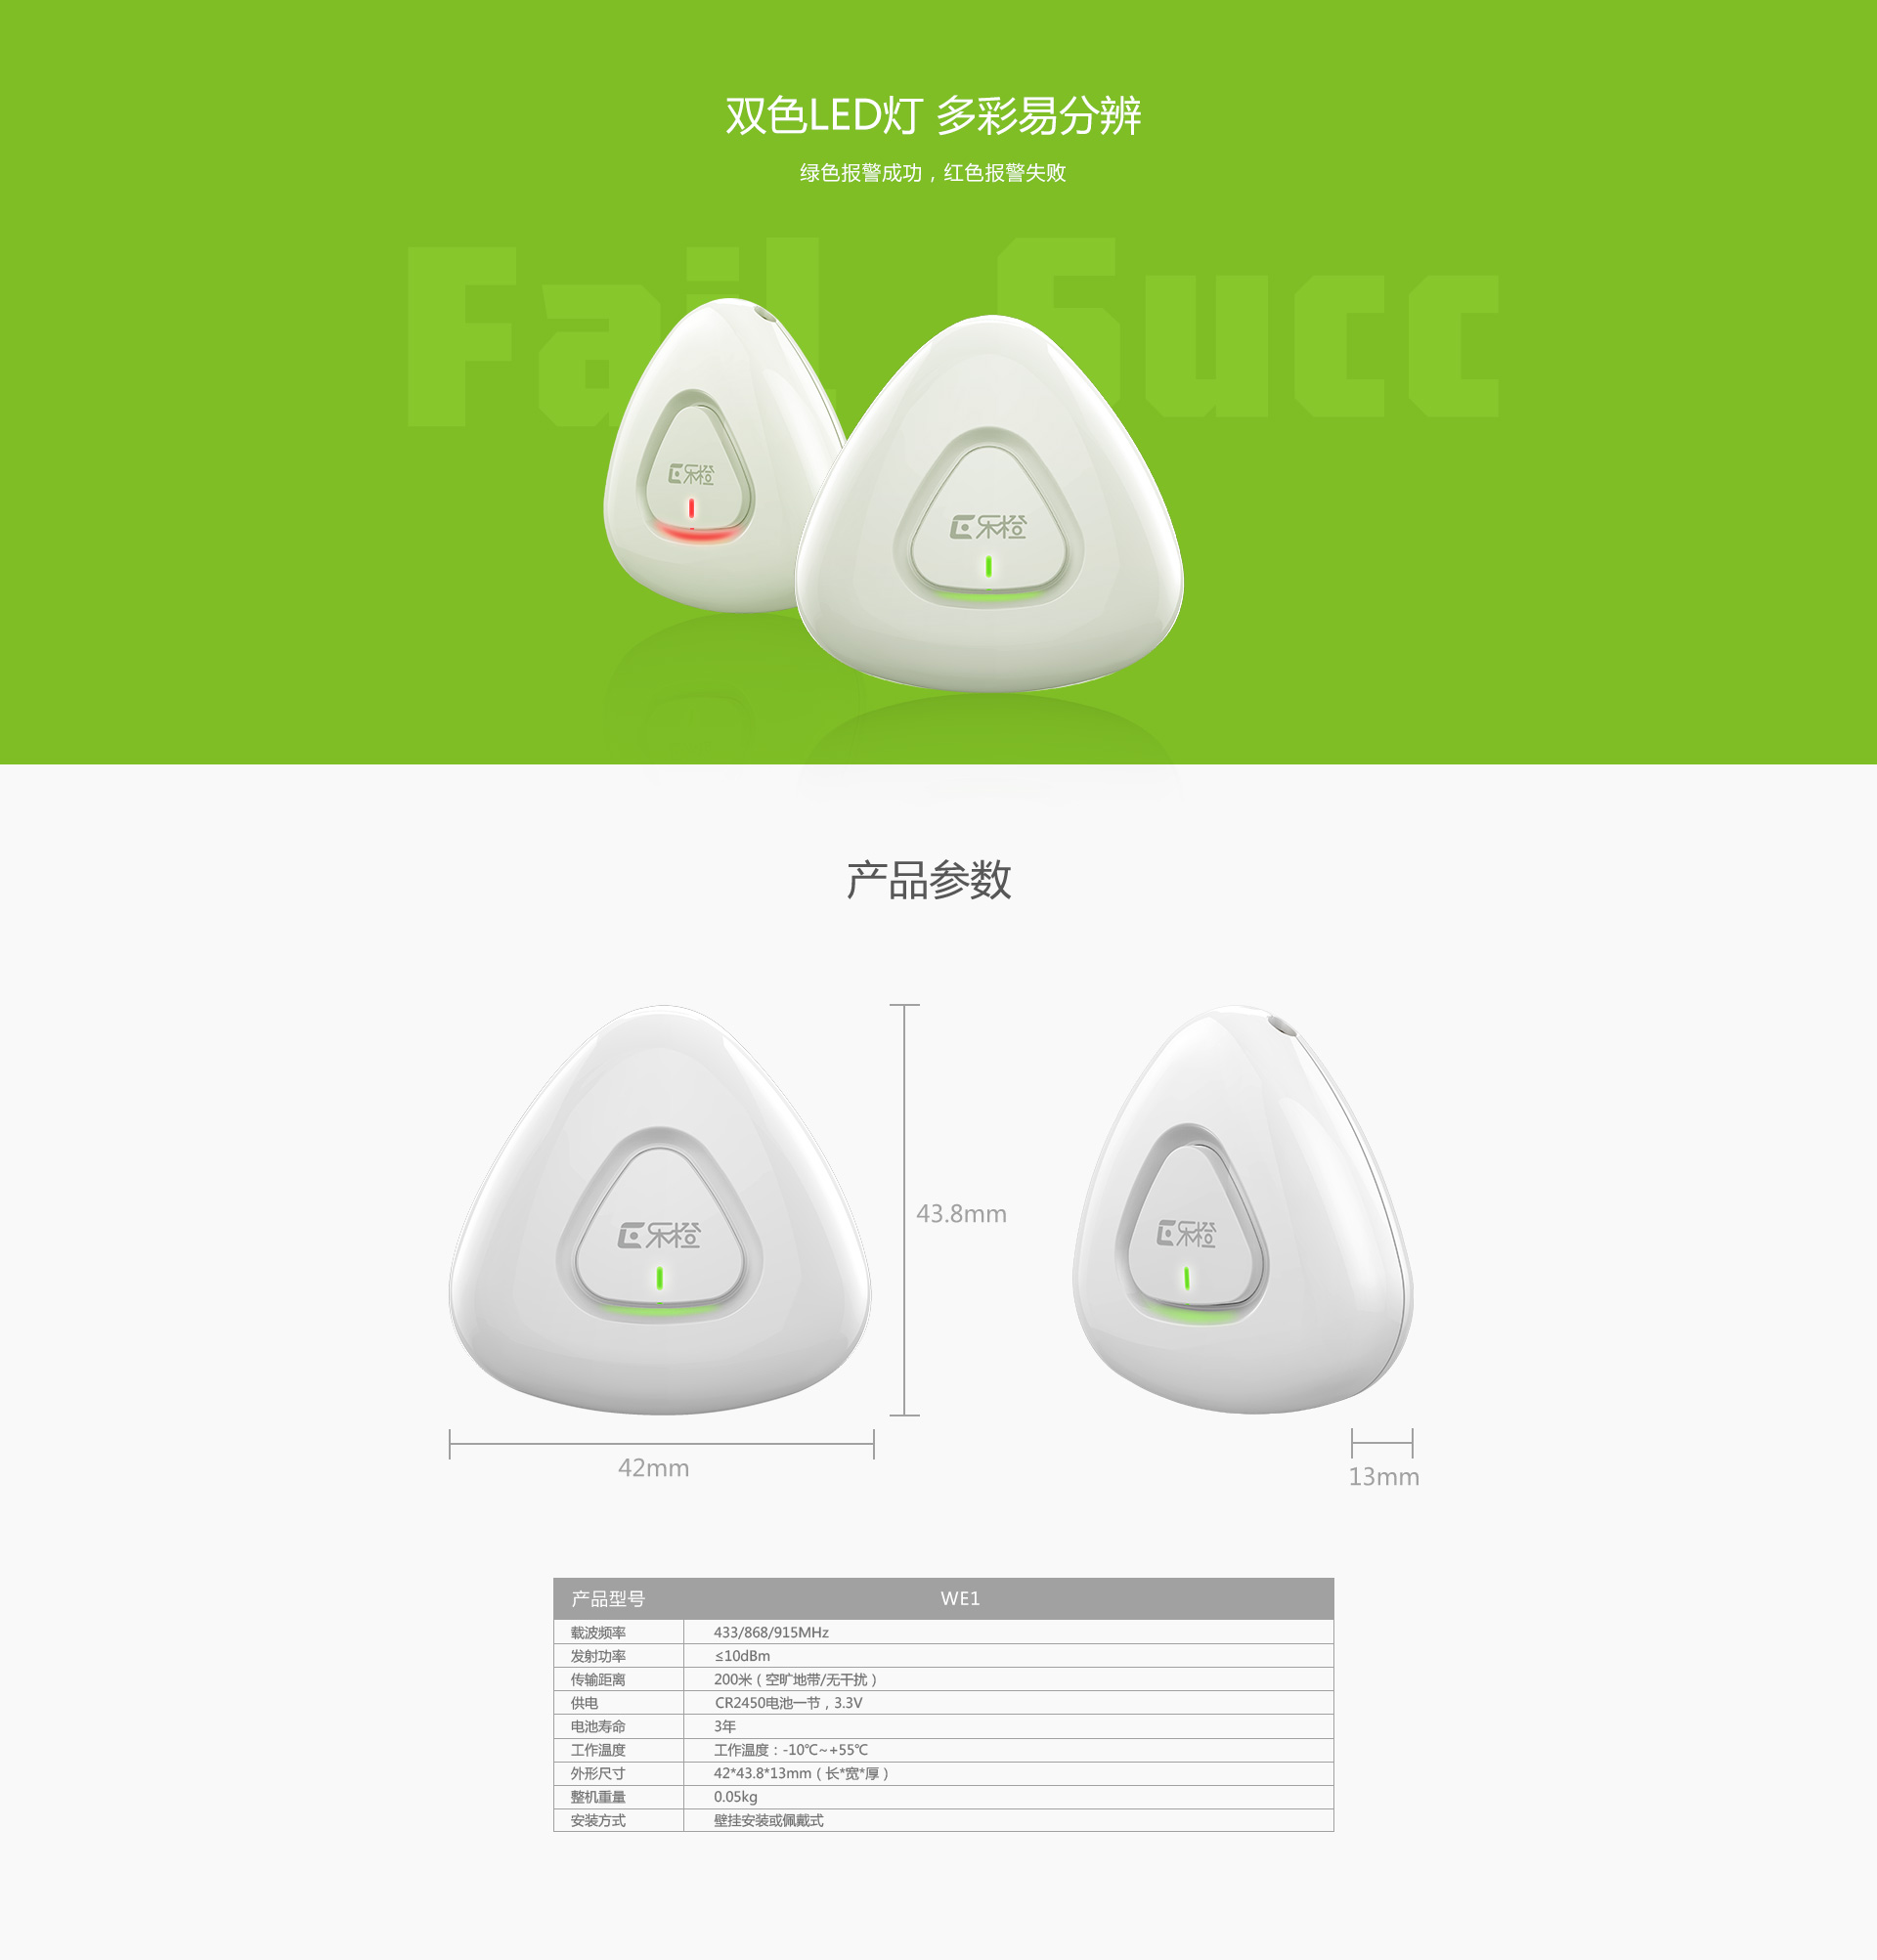 双色LED灯 多彩易分辨
绿色报警成功，红色报警失败
Fail Succ
乐橙
乐橙
产品参数
43.8mm
乐橙
乐橙
42mm
13mm
产品型号 WE1
载波频率 433/868/915MHz
发射功率 ≤10dBm
传输距离 200米（空旷地带/无干扰）
供电 CR2450电池一节，3.3V
电池寿命 3年
工作温度 工作温度：-10℃~+55℃
外形尺寸 42*43.8*13mm（长*宽*厚）
整机重量 0.05kg
安装方式 壁挂安装或佩戴式